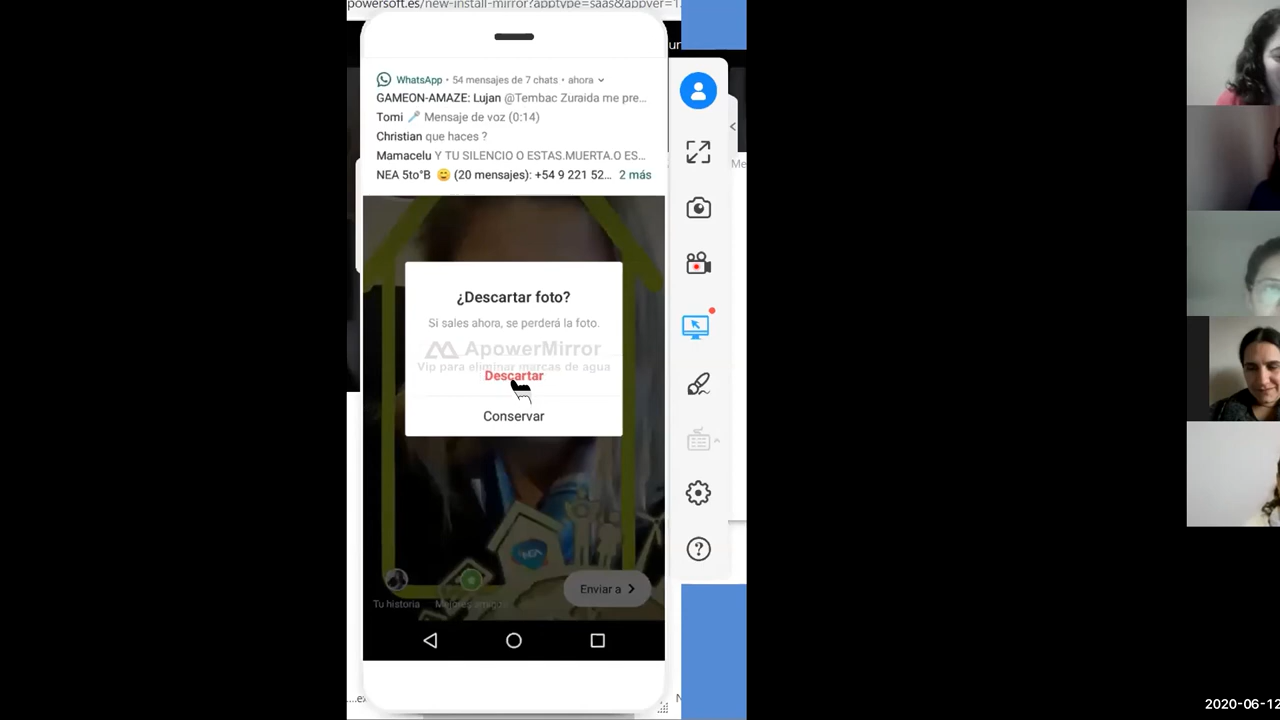 powersoft.es/new-install-mirror?apptype=saas&appver=1.
WhatsApp • 54 mensajes de 7 chats • ahora
GAMEON-AMAZE: Lujan @Tembac Zuraida me pre...
Tomi 🎤 Mensaje de voz (0:14)
Christian que haces ?
Mamacelu Y TU SILENCIO O ESTAS.MUERTA.O ES...
NEA 5to°B 😄 (20 mensajes): +54 9 221 52... 2 más
¿Descartar foto?
Si sales ahora, se perderá la foto.
ApowerMirror
Vip para eliminar marcas de agua
Descartar
Conservar
Enviar a
Tu historia Mejores amigos
2020-06-12